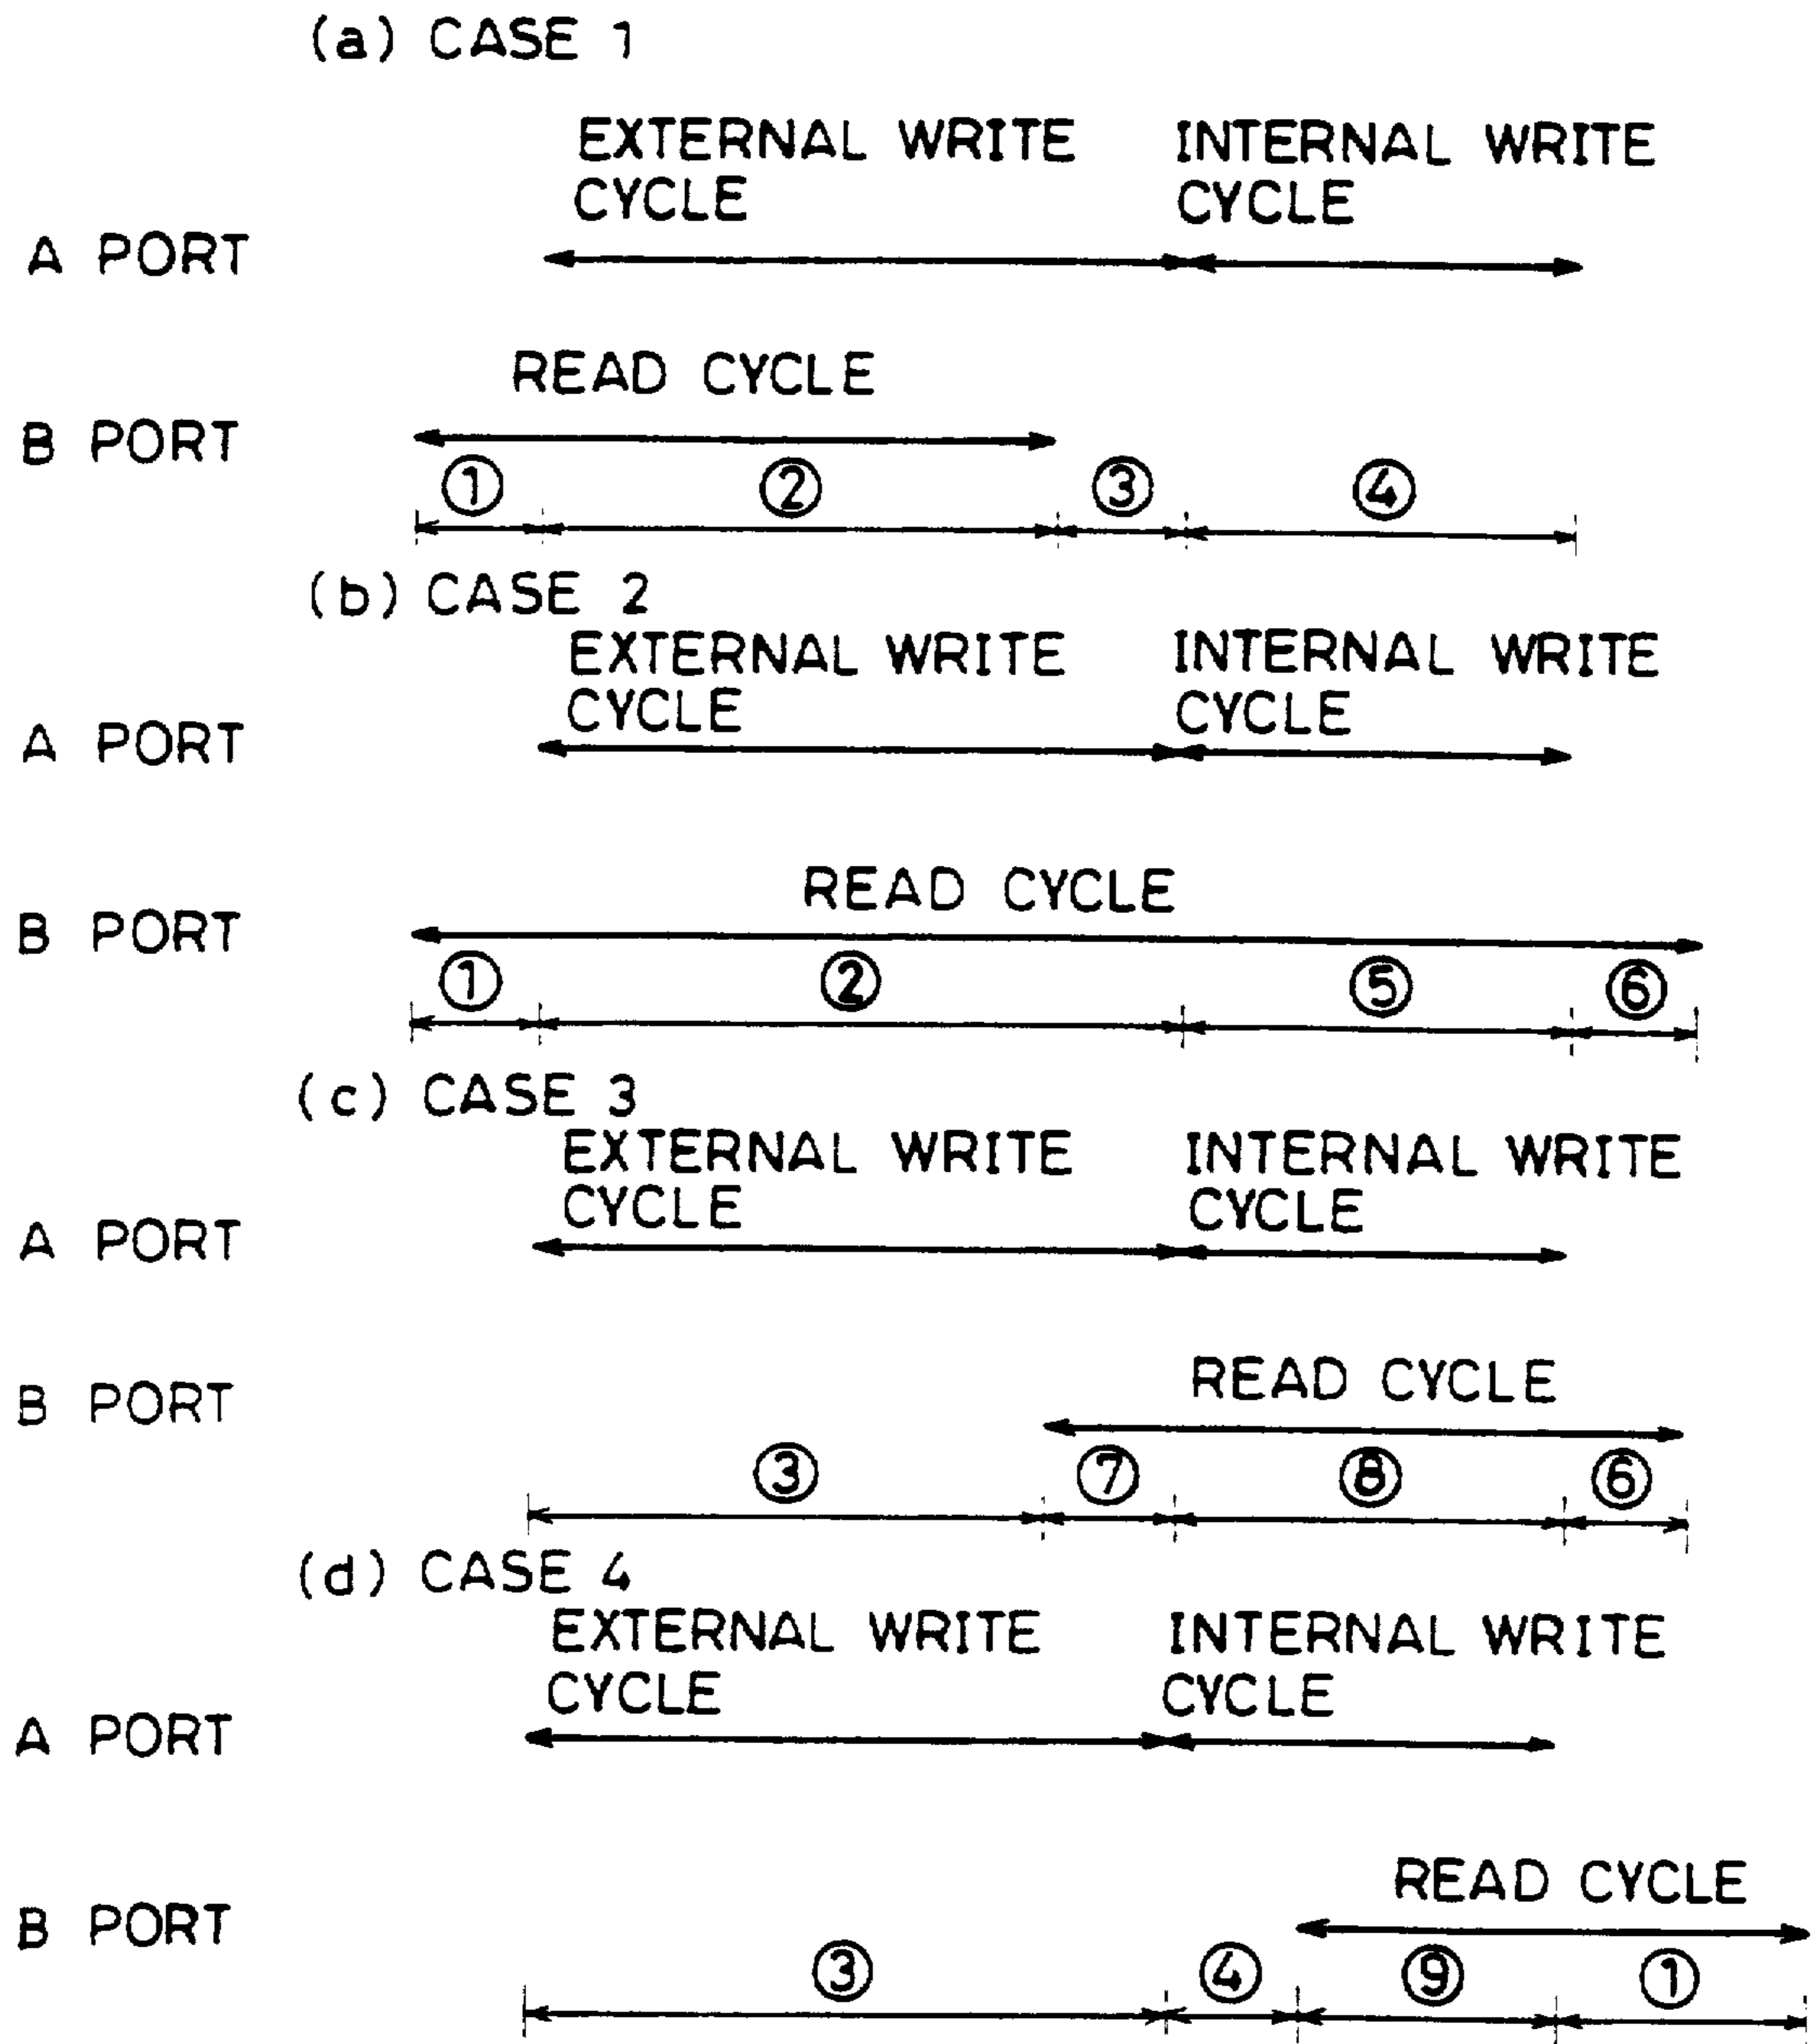 (a) CASE 1
EXTERNAL WRITE CYCLE
INTERNAL WRITE CYCLE
A PORT
READ CYCLE
B PORT
① ② ③ ④
(b) CASE 2
EXTERNAL WRITE CYCLE
INTERNAL WRITE CYCLE
A PORT
READ CYCLE
B PORT
① ② ⑤ ⑥
(c) CASE 3
EXTERNAL WRITE CYCLE
INTERNAL WRITE CYCLE
A PORT
READ CYCLE
B PORT
③ ⑦ ⑧ ⑥
(d) CASE 4
EXTERNAL WRITE CYCLE
INTERNAL WRITE CYCLE
A PORT
READ CYCLE
B PORT
③ ④ ⑨ ①